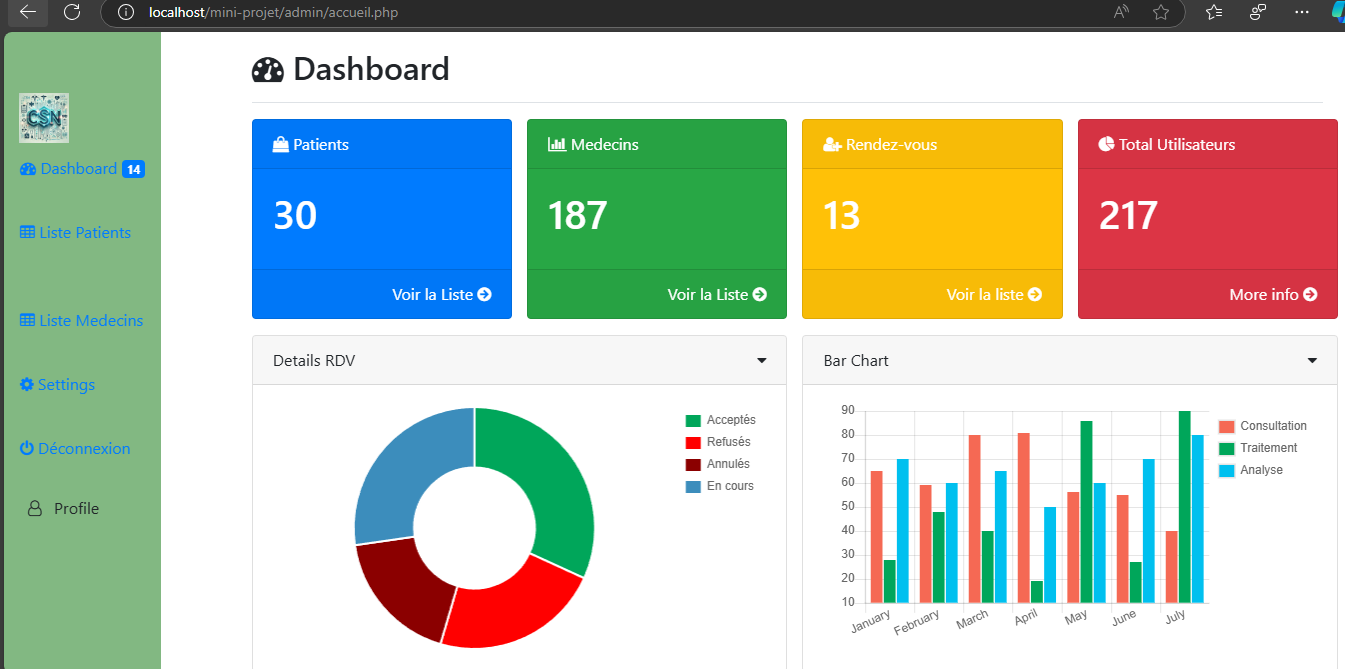 localhost/mini-projet/admin/accueil.php
CSN
Dashboard 14
Liste Patients
Liste Medecins
Settings
Déconnexion
Profile
Dashboard
Patients
30
Voir la Liste
Medecins
187
Voir la Liste
Rendez-vous
13
Voir la liste
Total Utilisateurs
217
More info
Details RDV
Acceptés
Refusés
Annulés
En cours
Bar Chart
90
80
70
60
50
40
30
20
10
January
February
March
April
May
June
July
Consultation
Traitement
Analyse